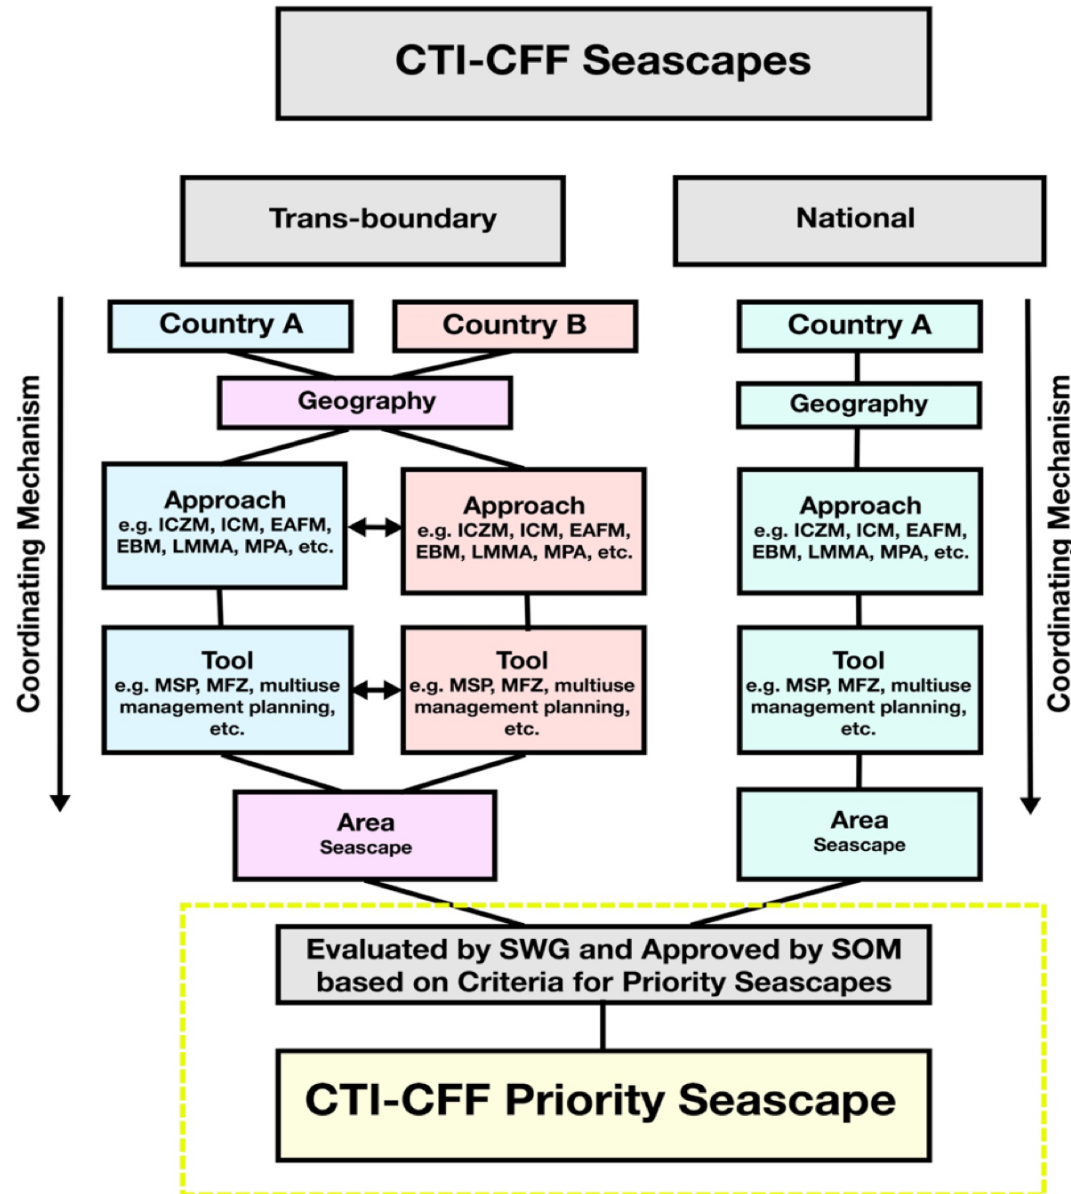 CTI-CFF Seascapes
Trans-boundary
National
Coordinating Mechanism
Country A
Country B
Geography
Approach
e.g. ICZM, ICM, EAFM,
EBM, LMMA, MPA, etc.
Approach
e.g. ICZM, ICM, EAFM,
EBM, LMMA, MPA, etc.
Tool
e.g. MSP, MFZ, multiuse
management planning,
etc.
Tool
e.g. MSP, MFZ, multiuse
management planning,
etc.
Area
Seascape
Country A
Geography
Approach
e.g. ICZM, ICM, EAFM,
EBM, LMMA, MPA, etc.
Tool
e.g. MSP, MFZ, multiuse
management planning,
etc.
Area
Seascape
Coordinating Mechanism
Evaluated by SWG and Approved by SOM
based on Criteria for Priority Seascapes
CTI-CFF Priority Seascape